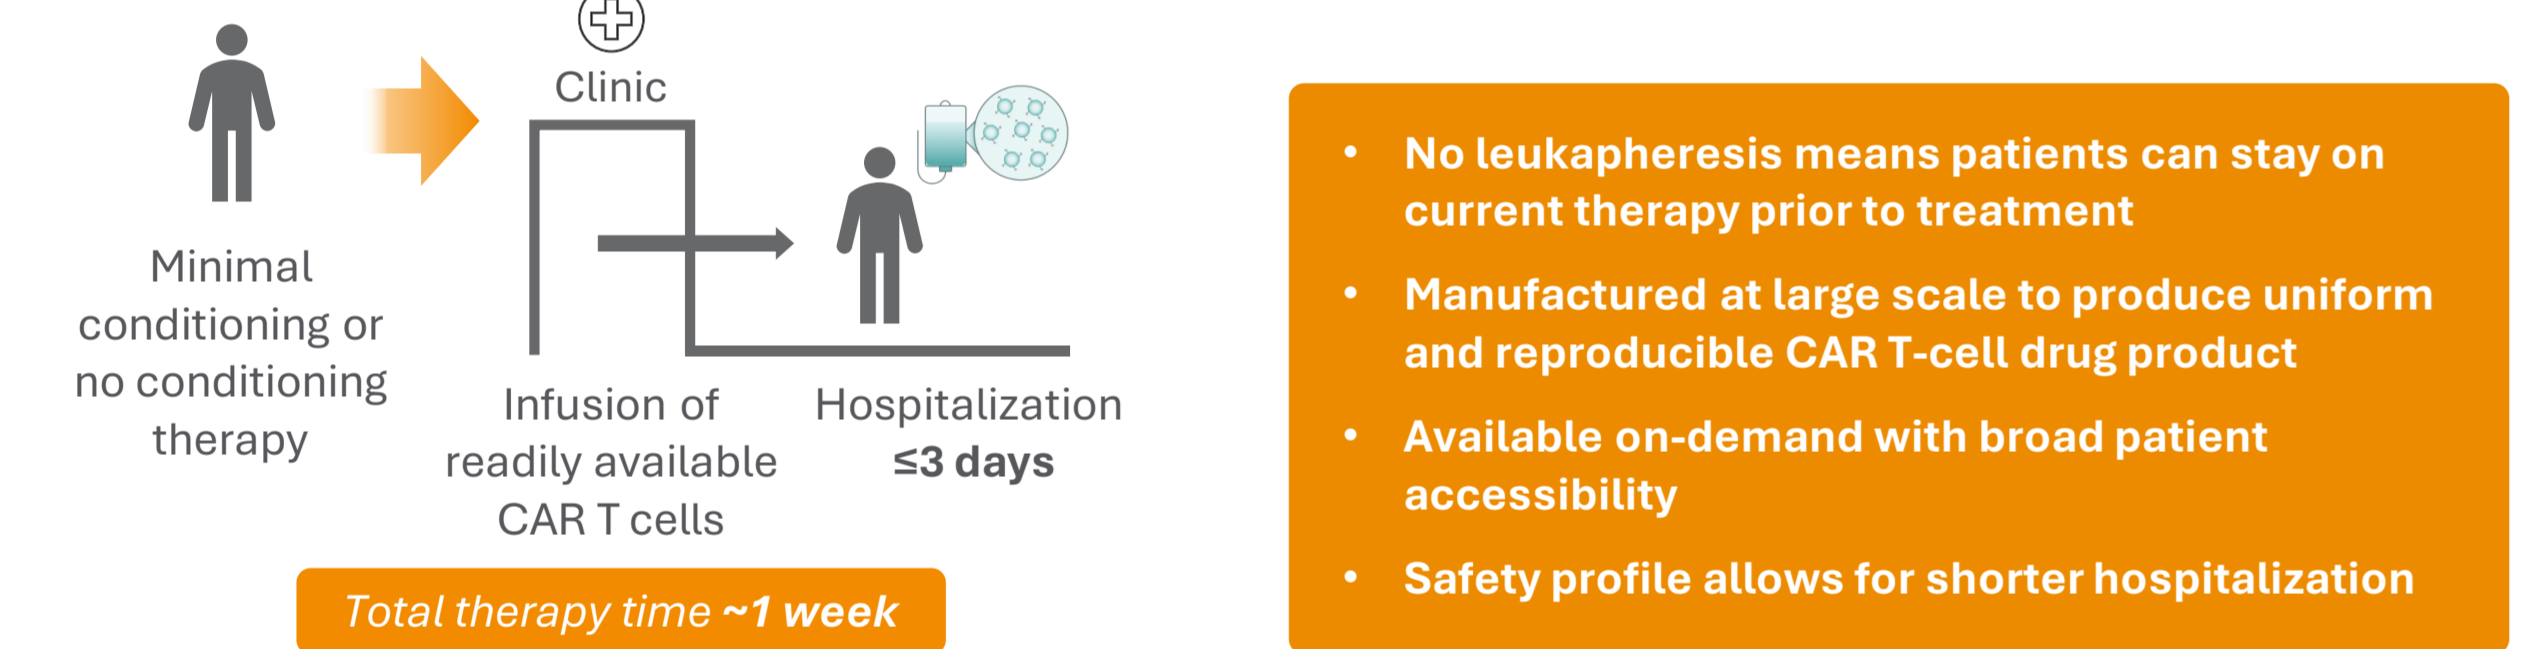 Clinic
Minimal
conditioning or
no conditioning
therapy
Infusion of
readily available
CAR T cells
Hospitalization
≤3 days
Total therapy time ~1 week
• No leukapheresis means patients can stay on
current therapy prior to treatment
• Manufactured at large scale to produce uniform
and reproducible CAR T-cell drug product
• Available on-demand with broad patient
accessibility
• Safety profile allows for shorter hospitalization